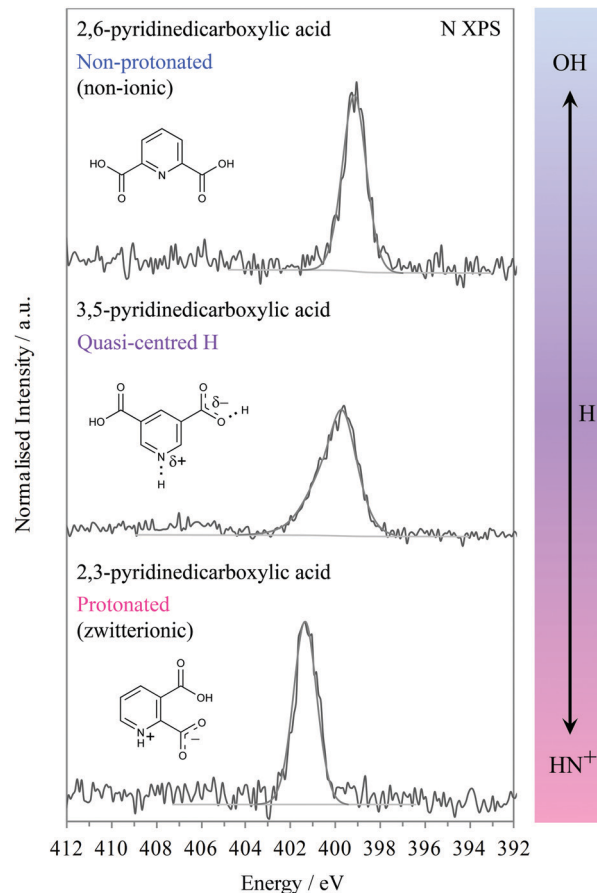 2,6-pyridinedicarboxylic acid
N XPS
Non-protonated
(non-ionic)
HO
OH
N
O
O
3,5-pyridinedicarboxylic acid
Quasi-centred H
O
O
δ−
H
HO
O
N
δ+
H
2,3-pyridinedicarboxylic acid
Protonated
(zwitterionic)
O
OH
O
N
+
H
−
O
412 410 408 406 404 402 400 398 396 394 392
Energy / eV
Normalised Intensity / a.u.
OH
H
HN+